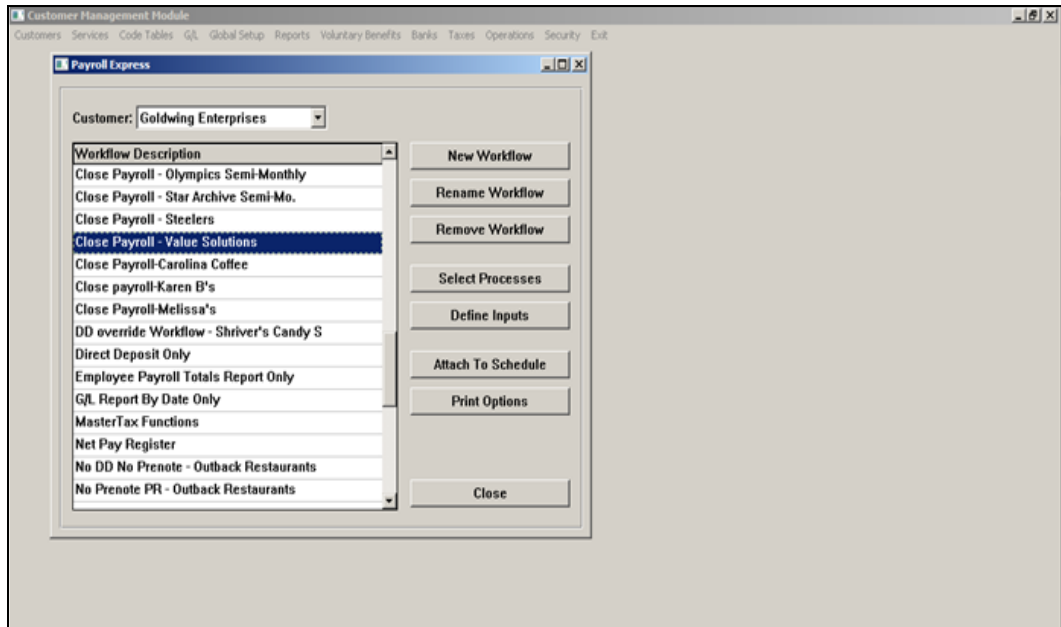 Customer Management Module
Customers Services Code Tables G/L Global Setup Reports Voluntary Benefits Banks Taxes Operations Security Exit
Payroll Express
Customer: Goldwing Enterprises
Workflow Description
Close Payroll - Olympics Semi-Monthly
Close Payroll - Star Archive Semi-Mo.
Close Payroll - Steelers
Close Payroll - Value Solutions
Close Payroll-Carolina Coffee
Close payroll-Karen B's
Close Payroll-Melissa's
DD override Workflow - Shriver's Candy S
Direct Deposit Only
Employee Payroll Totals Report Only
G/L Report By Date Only
MasterTax Functions
Net Pay Register
No DD No Prenote - Outback Restaurants
No Prenote PR - Outback Restaurants
New Workflow
Rename Workflow
Remove Workflow
Select Processes
Define Inputs
Attach To Schedule
Print Options
Close